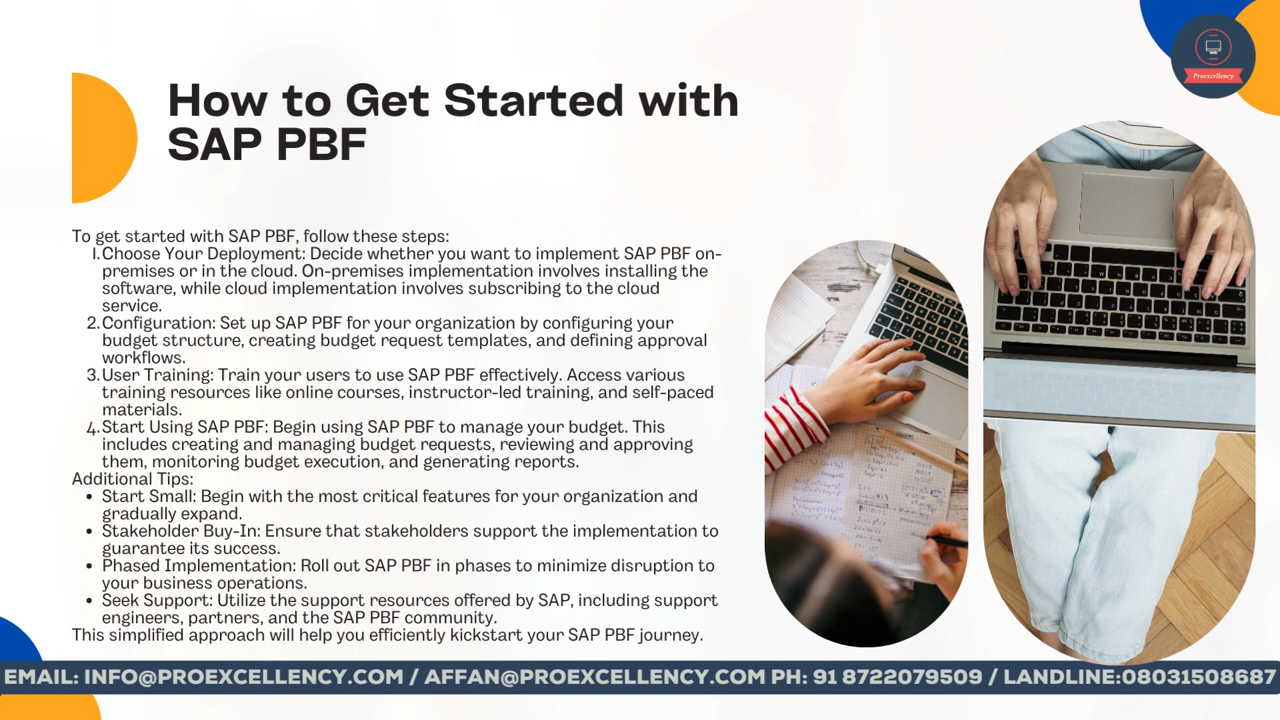 Proexcellency
How to Get Started with
SAP PBF
To get started with SAP PBF, follow these steps:
1. Choose Your Deployment: Decide whether you want to implement SAP PBF on-
premises or in the cloud. On-premises implementation involves installing the
software, while cloud implementation involves subscribing to the cloud
service.
2. Configuration: Set up SAP PBF for your organization by configuring your
budget structure, creating budget request templates, and defining approval
workflows.
3. User Training: Train your users to use SAP PBF effectively. Access various
training resources like online courses, instructor-led training, and self-paced
materials.
4. Start Using SAP PBF: Begin using SAP PBF to manage your budget. This
includes creating and managing budget requests, reviewing and approving
them, monitoring budget execution, and generating reports.
Additional Tips:
• Start Small: Begin with the most critical features for your organization and
gradually expand.
• Stakeholder Buy-In: Ensure that stakeholders support the implementation to
guarantee its success.
• Phased Implementation: Roll out SAP PBF in phases to minimize disruption to
your business operations.
• Seek Support: Utilize the support resources offered by SAP, including support
engineers, partners, and the SAP PBF community.
This simplified approach will help you efficiently kickstart your SAP PBF journey.
EMAIL: INFO@PROEXCELLENCY.COM / AFFAN@PROEXCELLENCY.COM PH: 91 8722079509 / LANDLINE:08031508687